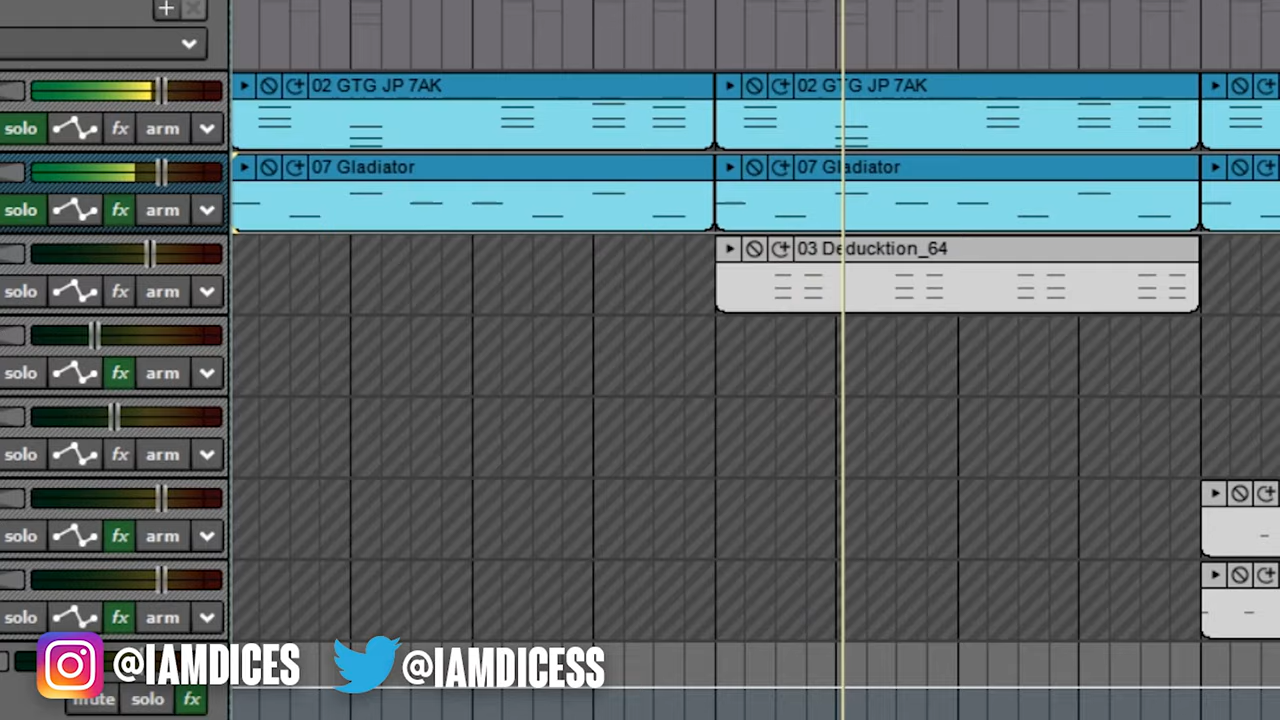 02 GTG JP 7AK 02 GTG JP 7AK
solo fx arm
07 Gladiator 07 Gladiator
solo fx arm
03 Deducktion_64
solo fx arm
solo fx arm
solo fx arm
solo fx arm
solo fx arm
@IAMDICES @IAMDICESS
mute solo fx